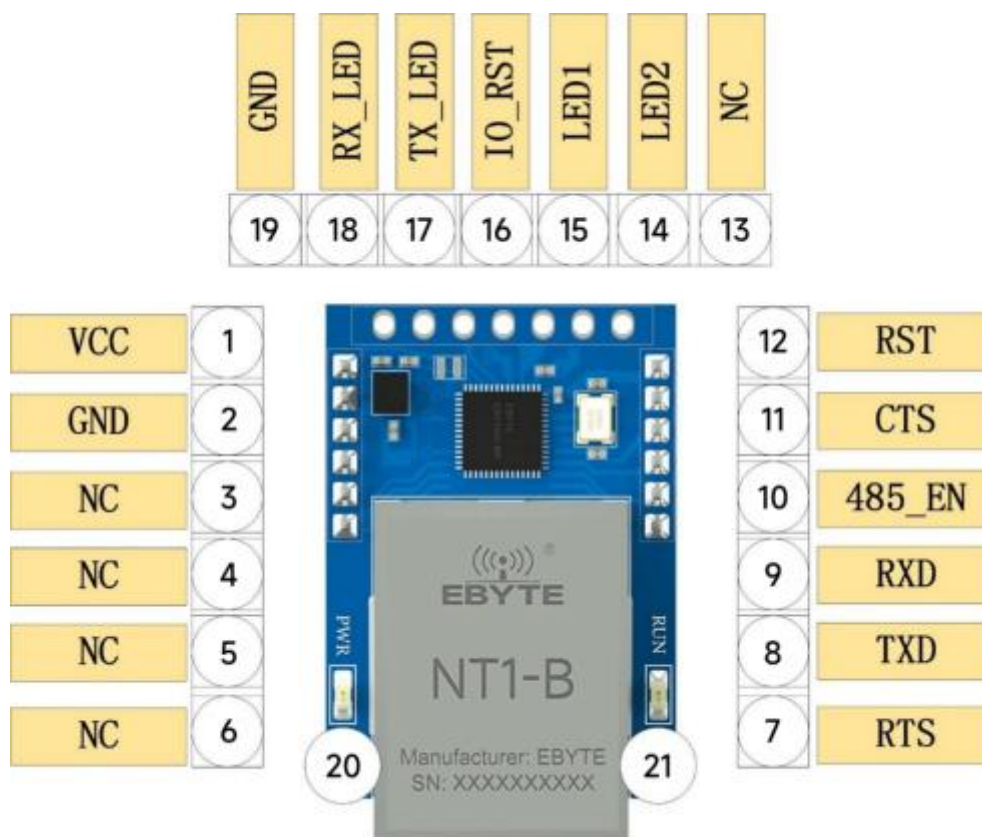 GND RX_LED TX_LED IO_RST LED1 LED2 NC
19 18 17 16 15 14 13
VCC 1
GND 2
NC 3
NC 4
NC 5
NC 6
12 RST
11 CTS
10 485_EN
9 RXD
8 TXD
7 RTS
®
EBYTE
PWR
RUN
NT1-B
20
21
Manufacturer: EBYTE
SN: XXXXXXXXXX